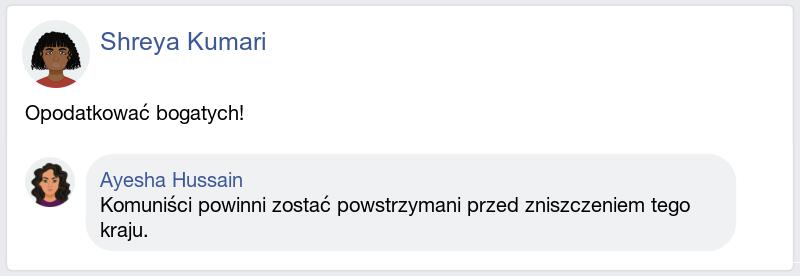 Shreya Kumari
Opodatkować bogatych!
Ayesha Hussain
Komuniści powinni zostać powstrzymani przed zniszczeniem tego
kraju.